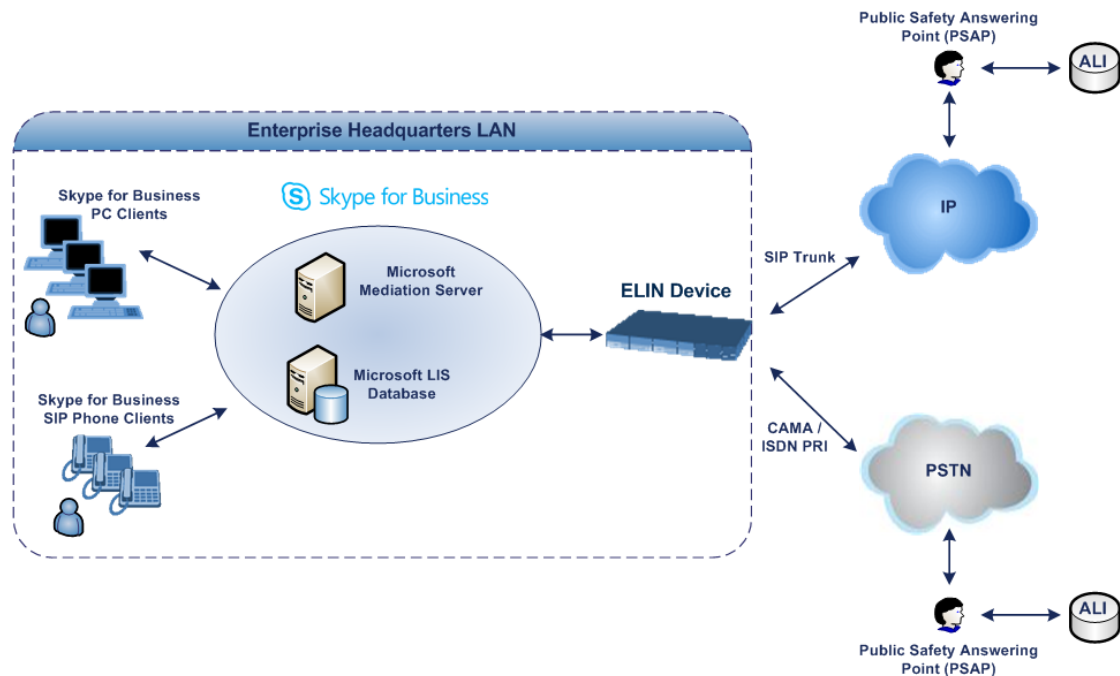 Public Safety Answering
Point (PSAP)
ALI
Enterprise Headquarters LAN
Skype for Business
PC Clients
S Skype for Business
Microsoft
Mediation Server
Microsoft LIS
Database
Skype for Business
SIP Phone Clients
ELIN Device
SIP Trunk
IP
CAMA /
ISDN PRI
PSTN
ALI
Public Safety Answering
Point (PSAP)